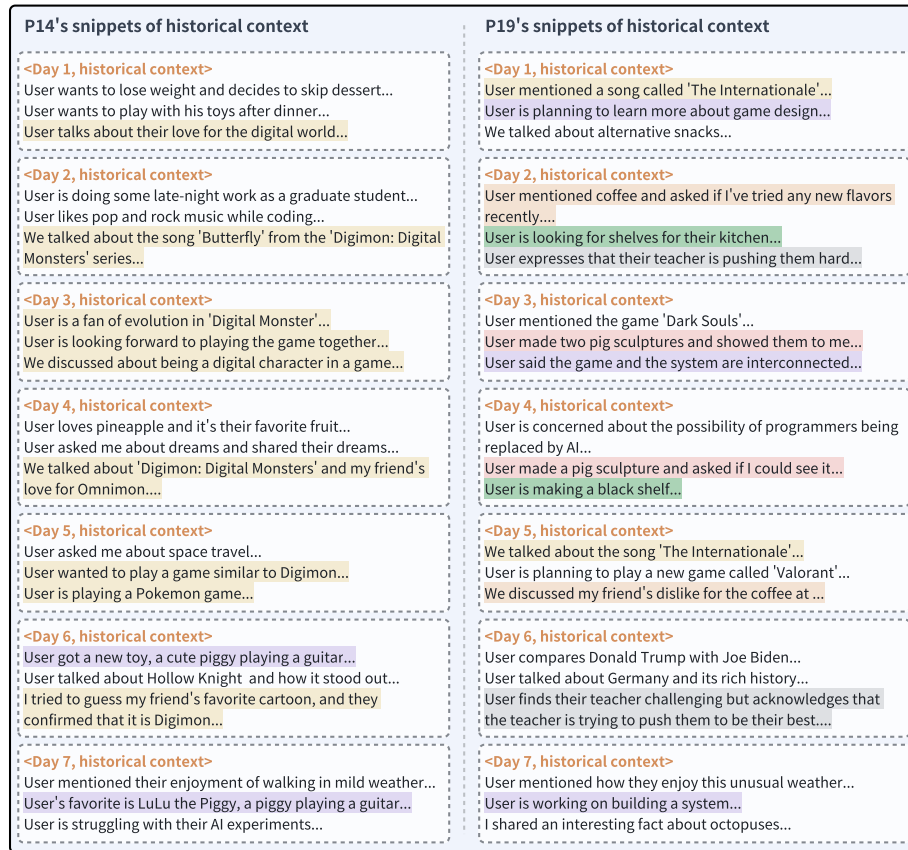 P14's snippets of historical context
<Day 1, historical context>
User wants to lose weight and decides to skip dessert...
User wants to play with his toys after dinner...
User talks about their love for the digital world...
<Day 2, historical context>
User is doing some late-night work as a graduate student...
User likes pop and rock music while coding...
We talked about the song 'Butterfly' from the 'Digimon: Digital
Monsters' series...
<Day 3, historical context>
User is a fan of evolution in 'Digital Monster'...
User is looking forward to playing the game together...
We discussed about being a digital character in a game...
<Day 4, historical context>
User loves pineapple and it's their favorite fruit...
User asked me about dreams and shared their dreams...
We talked about 'Digimon: Digital Monsters' and my friend's
love for Omnimon....
<Day 5, historical context>
User asked me about space travel...
User wanted to play a game similar to Digimon...
User is playing a Pokemon game...
<Day 6, historical context>
User got a new toy, a cute piggy playing a guitar...
User talked about Hollow Knight and how it stood out...
I tried to guess my friend's favorite cartoon, and they
confirmed that it is Digimon...
<Day 7, historical context>
User mentioned their enjoyment of walking in mild weather...
User's favorite is LuLu the Piggy, a piggy playing a guitar...
User is struggling with their AI experiments...
P19's snippets of historical context
<Day 1, historical context>
User mentioned a song called 'The Internationale'...
User is planning to learn more about game design...
We talked about alternative snacks...
<Day 2, historical context>
User mentioned coffee and asked if I've tried any new flavors
recently....
User is looking for shelves for their kitchen...
User expresses that their teacher is pushing them hard...
<Day 3, historical context>
User mentioned the game 'Dark Souls'...
User made two pig sculptures and showed them to me...
User said the game and the system are interconnected...
<Day 4, historical context>
User is concerned about the possibility of programmers being
replaced by AI...
User made a pig sculpture and asked if I could see it...
User is making a black shelf...
<Day 5, historical context>
We talked about the song 'The Internationale'...
User is planning to play a new game called 'Valorant'...
We discussed my friend's dislike for the coffee at ...
<Day 6, historical context>
User compares Donald Trump with Joe Biden...
User talked about Germany and its rich history...
User finds their teacher challenging but acknowledges that
the teacher is trying to push them to be their best....
<Day 7, historical context>
User mentioned how they enjoy this unusual weather...
User is working on building a system...
I shared an interesting fact about octopuses...